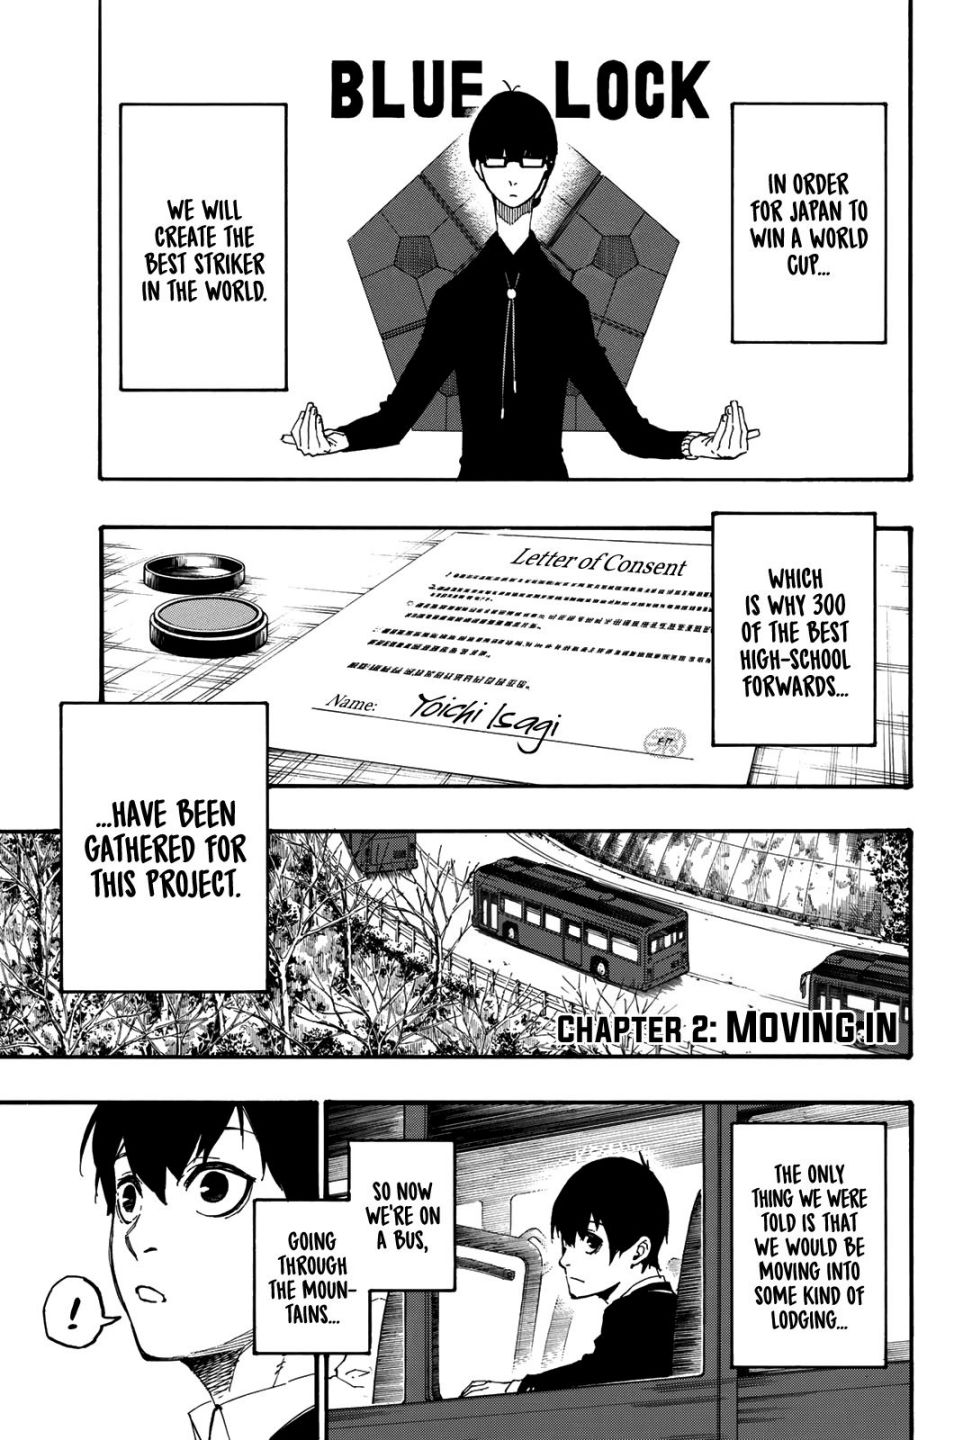 BLUE LOCK
IN ORDER
FOR JAPAN TO
WIN A WORLD
CUP...
WE WILL
CREATE THE
BEST STRIKER
IN THE WORLD.
WHICH
IS WHY 300
OF THE BEST
HIGH-SCHOOL
FORWARDS...
Letter of Consent
Name: Yoichi Isagi
...HAVE BEEN
GATHERED FOR
THIS PROJECT.
CHAPTER 2: MOVING IN
THE ONLY
THING WE WERE
TOLD IS THAT
WE WOULD BE
MOVING INTO
SOME KIND OF
LODGING...
SO NOW
WE'RE ON
A BUS,
GOING
THROUGH
THE MOUN-
TAINS...
!